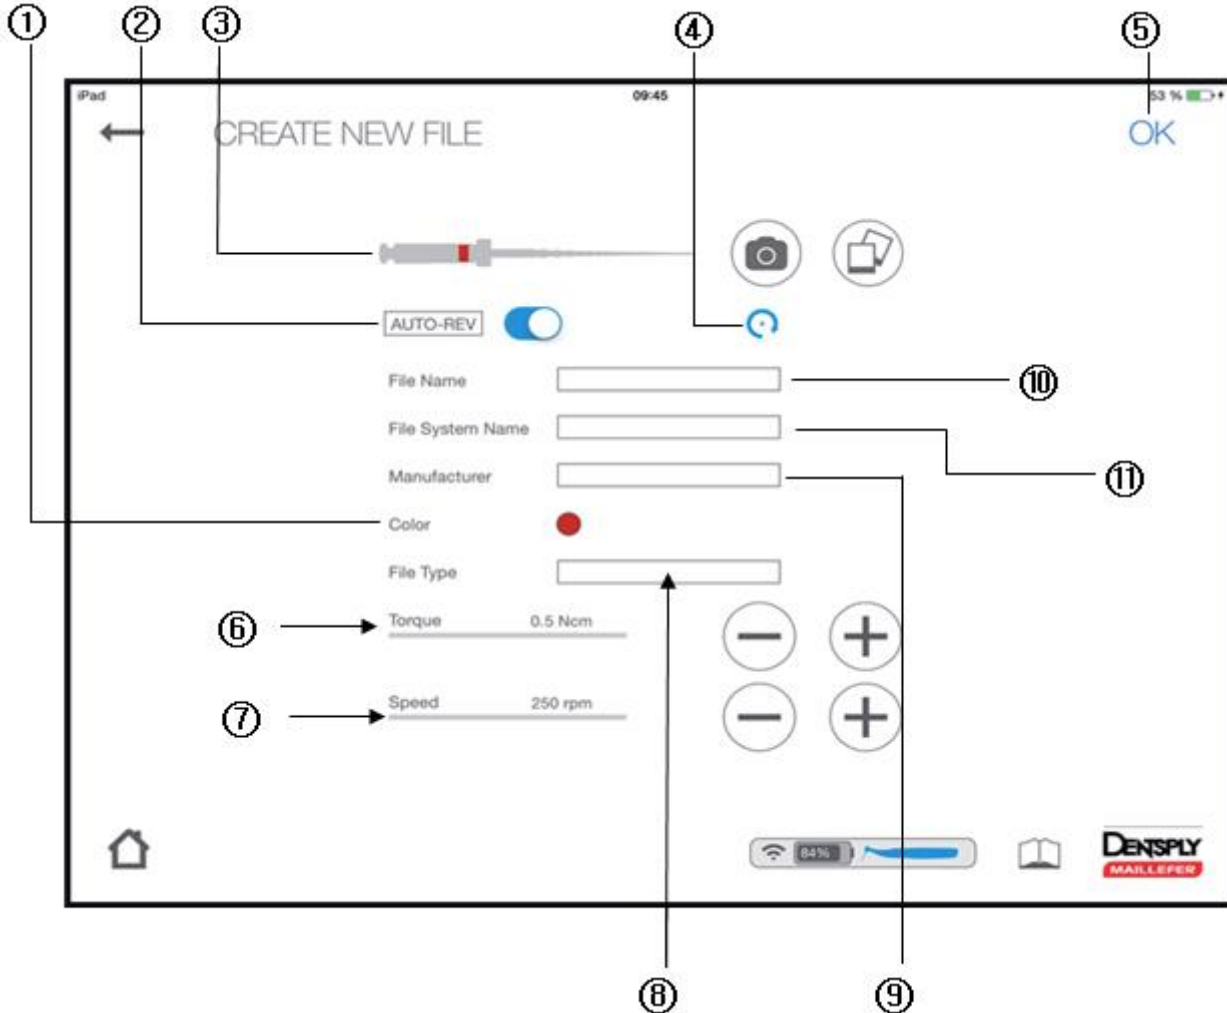 ① ② ③ ④ ⑤
iPad 09:45 53 %
CREATE NEW FILE OK
AUTO-REV
File Name ⑩
File System Name
Manufacturer ⑪
Color
File Type
⑥ Torque 0.5 Ncm
⑦ Speed 250 rpm
84%
DENTSPLY
MAILLEFER
⑧ ⑨